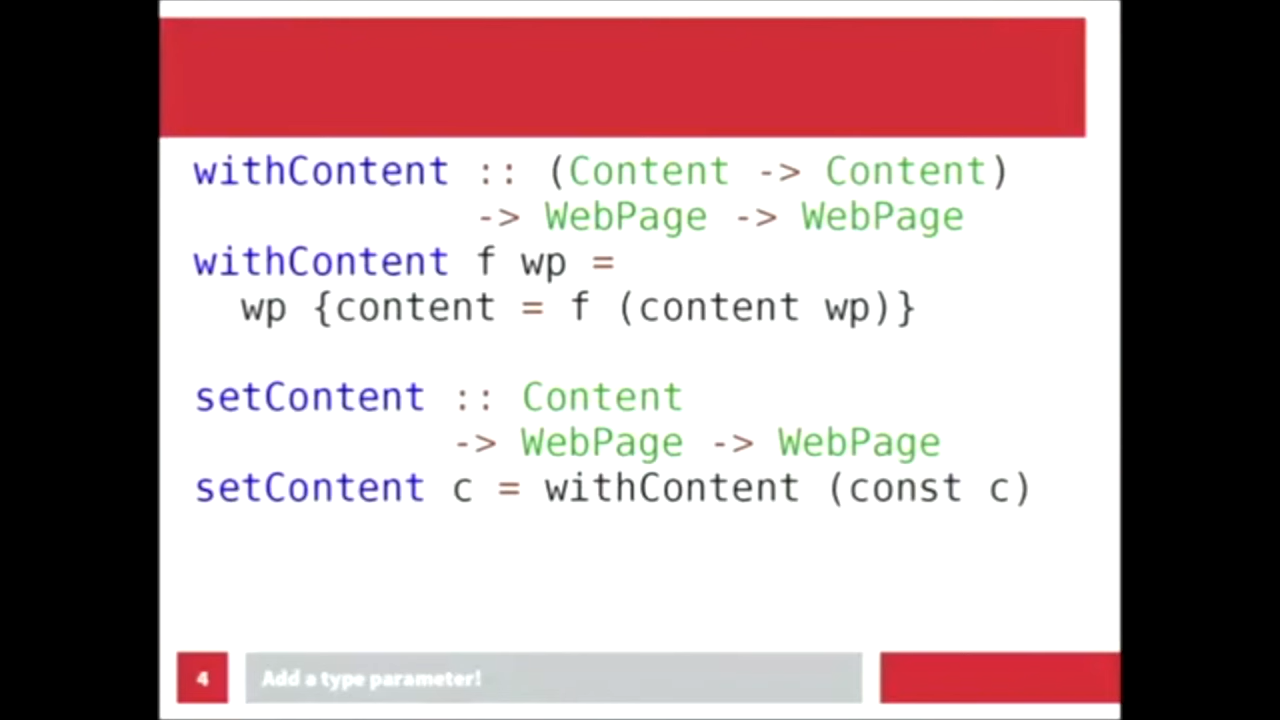 withContent :: (Content -> Content)
-> WebPage -> WebPage
withContent f wp =
wp {content = f (content wp)}
setContent :: Content
-> WebPage -> WebPage
setContent c = withContent (const c)
4
Add a type parameter!